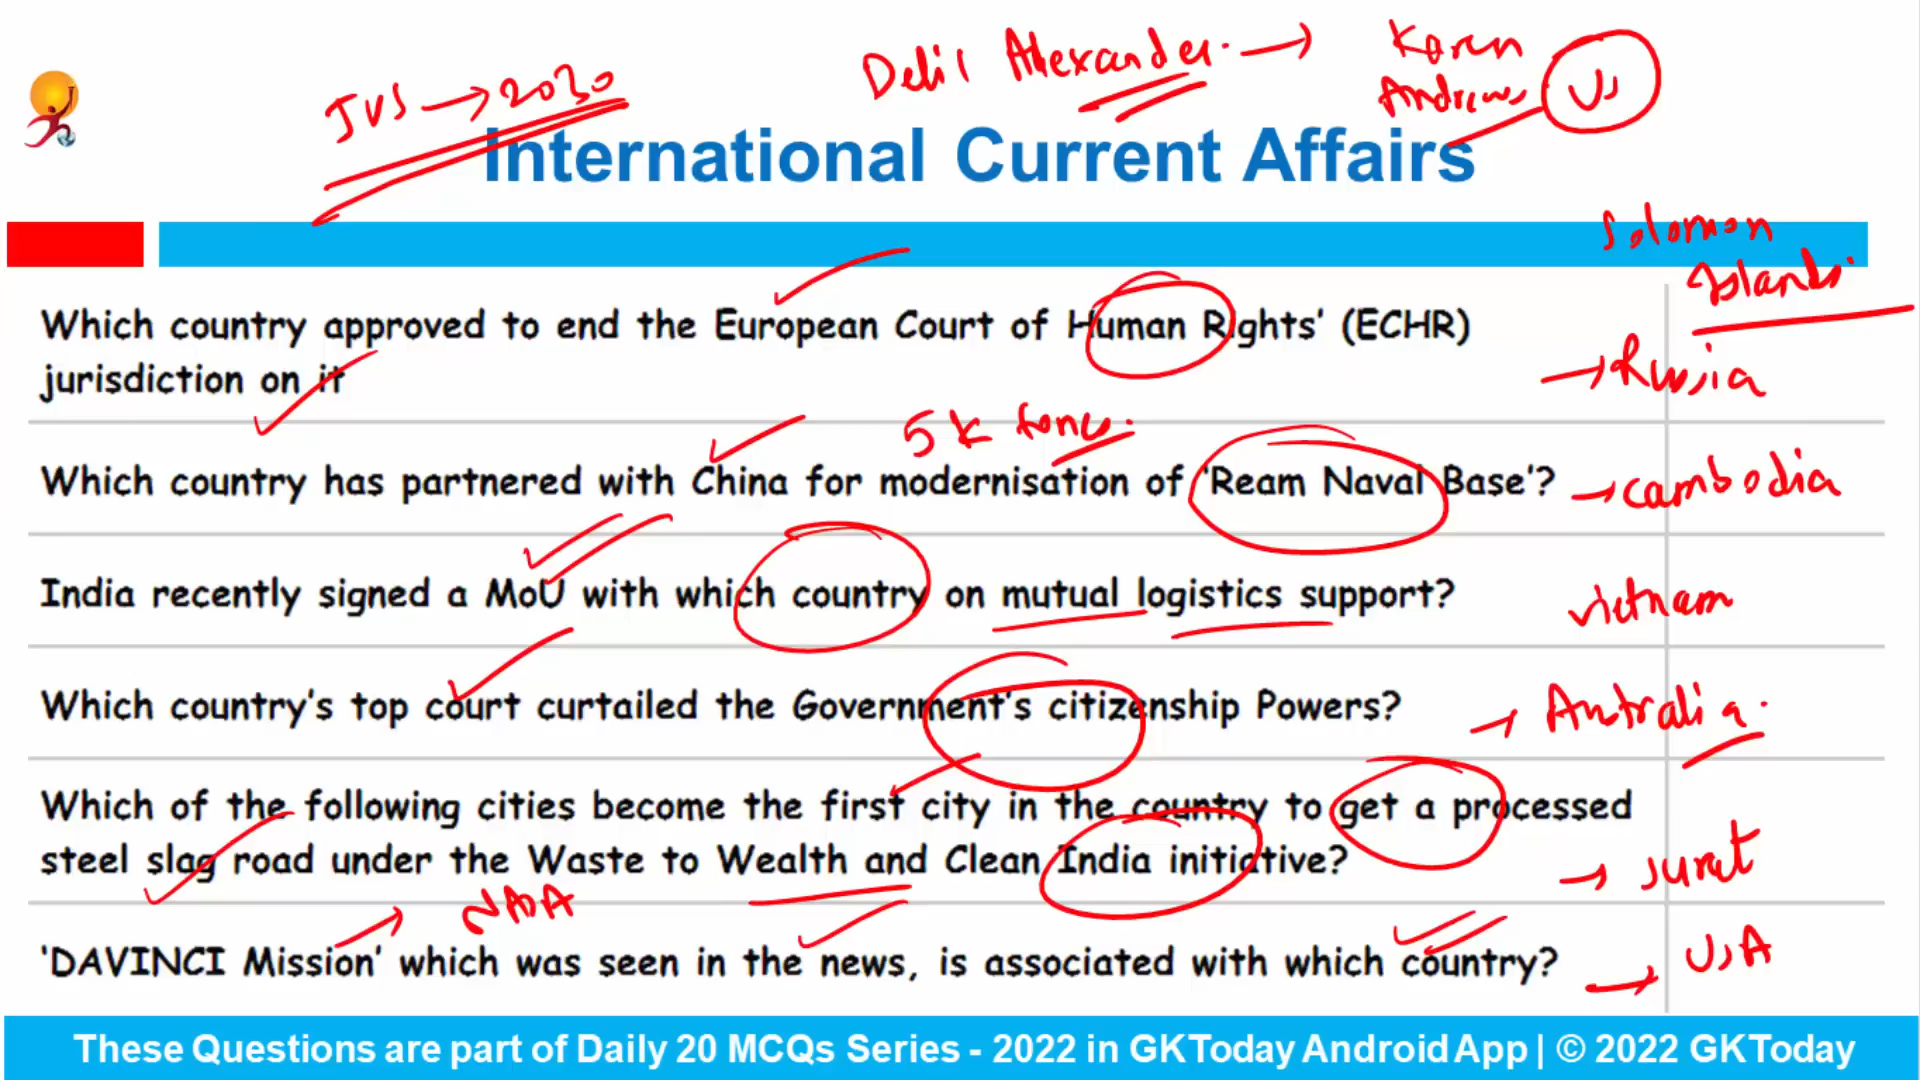 JVS → 2030
Delil Alexander. → Karen
Andrews Vs
International Current Affairs
Solomon
Islands.
Which country approved to end the European Court of Human Rights' (ECHR)
jurisdiction on it
→ Russia
5k tones.
Which country has partnered with China for modernisation of 'Ream Naval Base'?
→ cambodia
India recently signed a MoU with which country on mutual logistics support?
vietnam
Which country's top court curtailed the Government's citizenship Powers?
→ Australia.
Which of the following cities become the first city in the country to get a processed
steel slag road under the Waste to Wealth and Clean India initiative?
→ surat
→ NASA
'DAVINCI Mission' which was seen in the news, is associated with which country?
→ USA
These Questions are part of Daily 20 MCQs Series - 2022 in GKToday Android App | © 2022 GKToday